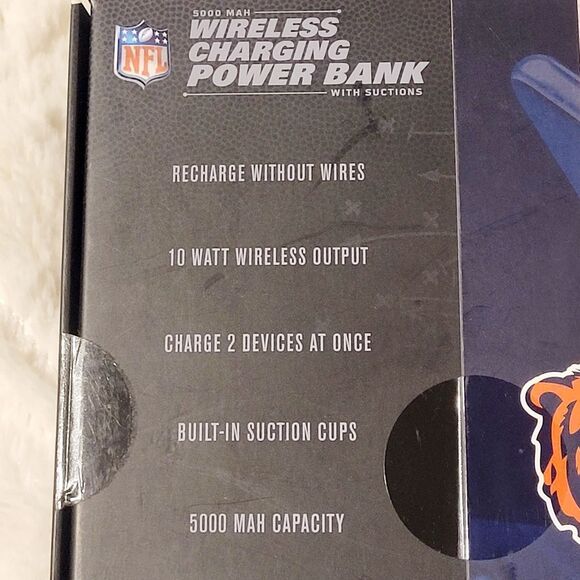 NFL
5000 MAH
WIRELESS
CHARGING
POWER BANK
WITH SUCTIONS
RECHARGE WITHOUT WIRES
10 WATT WIRELESS OUTPUT
CHARGE 2 DEVICES AT ONCE
BUILT-IN SUCTION CUPS
5000 MAH CAPACITY